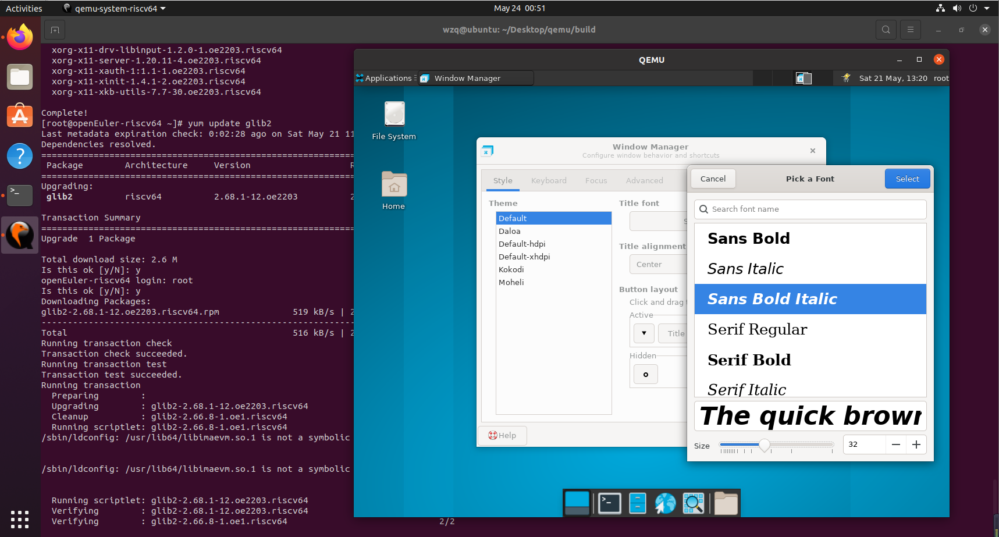 Activities
qemu-system-riscv64
May 24 00:51
wzq@ubuntu: ~/Desktop/qemu/build
xorg-x11-drv-libinput-1.2.0-1.oe2203.riscv64
xorg-x11-server-1.20.11-4.oe2203.riscv64
xorg-x11-xauth-1:1.1-1.oe2203.riscv64
xorg-x11-xinit-1.4.1-2.oe2203.riscv64
xorg-x11-xkb-utils-7.7-30.oe2203.riscv64
Complete!
[root@openEuler-riscv64 ~]# yum update glib2
Last metadata expiration check: 0:02:28 ago on Sat May 21 11
Dependencies resolved.
============================================================
Package Architecture Version R
============================================================
Upgrading:
glib2 riscv64 2.68.1-12.oe2203 2
Transaction Summary
============================================================
Upgrade 1 Package
Total download size: 2.6 M
Is this ok [y/N]: y
openEuler-riscv64 login: root
Is this ok [y/N]: y
Downloading Packages:
glib2-2.68.1-12.oe2203.riscv64.rpm 519 kB/s | 2
------------------------------------------------------------
Total 516 kB/s | 2
Running transaction check
Transaction check succeeded.
Running transaction test
Transaction test succeeded.
Running transaction
Preparing :
Upgrading : glib2-2.68.1-12.oe2203.riscv64
Cleanup : glib2-2.66.8-1.oe1.riscv64
Running scriptlet: glib2-2.66.8-1.oe1.riscv64
/sbin/ldconfig: /usr/lib64/libimaevm.so.1 is not a symbolic
/sbin/ldconfig: /usr/lib64/libimaevm.so.1 is not a symbolic
Running scriptlet: glib2-2.68.1-12.oe2203.riscv64
Verifying : glib2-2.68.1-12.oe2203.riscv64
Verifying : glib2-2.66.8-1.oe1.riscv64 2/2
QEMU
Applications
Window Manager
Sat 21 May, 13:20
root
File System
Home
Window Manager
Configure window behavior and shortcuts
Style
Keyboard
Focus
Advanced
Theme
Default
Daloa
Default-hdpi
Default-xhdpi
Kokodi
Moheli
Title font
S
Title alignment
Center
Button layout
Click and drag
Active
Title
Hidden
Help
Cancel
Pick a Font
Select
Search font name
Sans Bold
Sans Italic
Sans Bold Italic
Serif Regular
Serif Bold
Serif Italic
The quick brown
Size
32